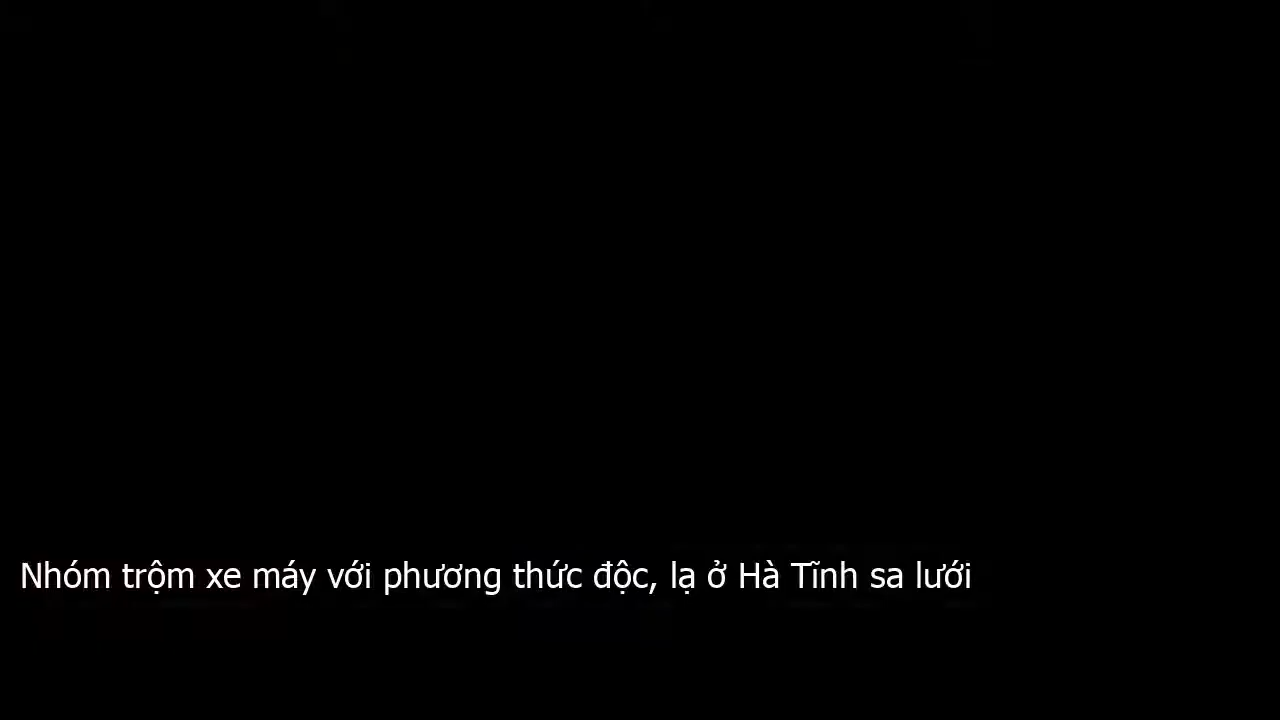 Nhóm trộm xe máy với phương thức độc, lạ ở Hà Tĩnh sa lưới